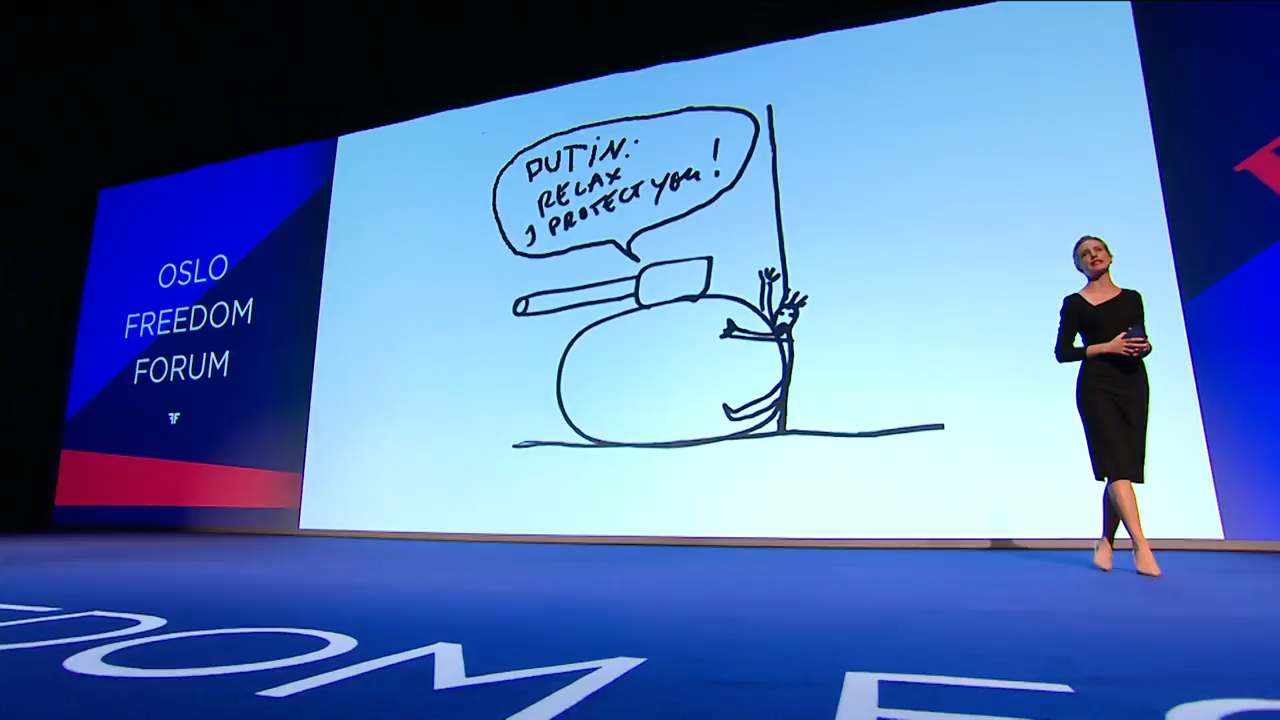 OSLO
FREEDOM
FORUM
PUTiN:
RELAX
I PROTECT YOU!